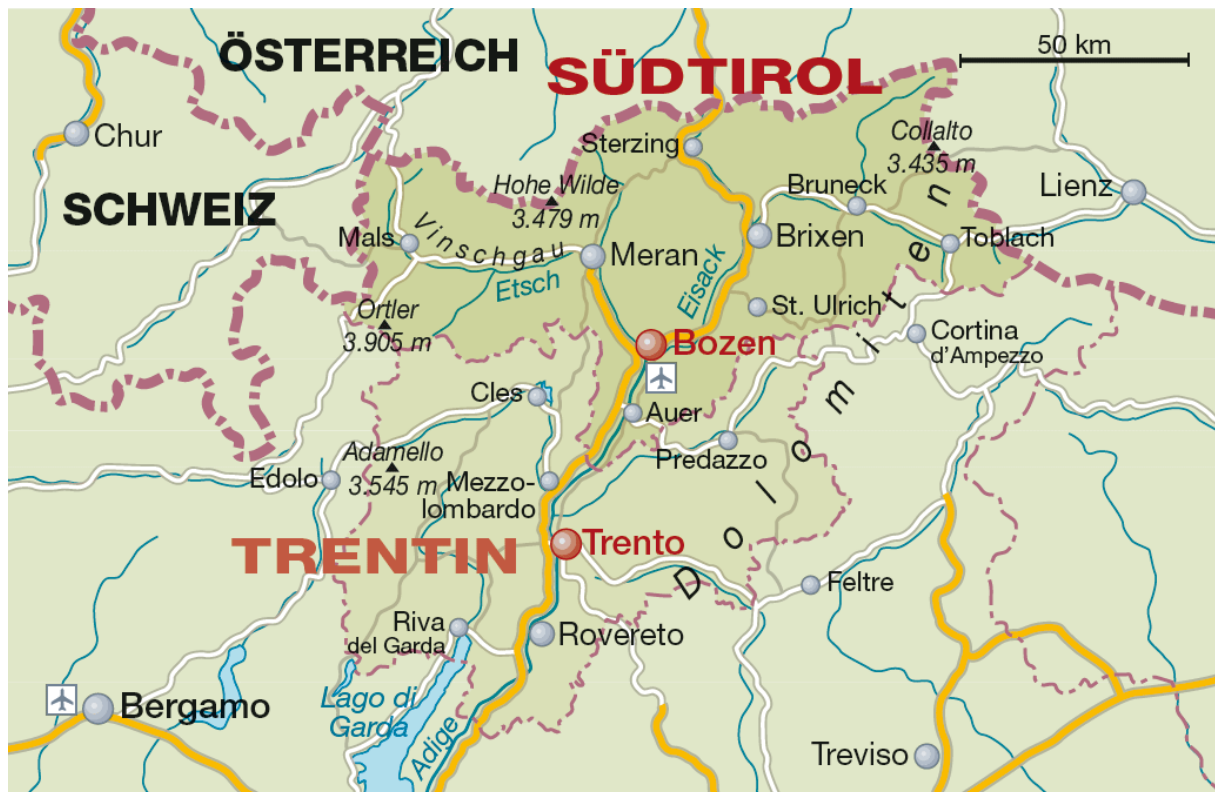 ÖSTERREICH
50 km
SÜDTIROL
Chur
Sterzing
Collalto
3.435 m
SCHWEIZ
Hohe Wilde
3.479 m
Bruneck
Lienz
Mals
Vinschgau
Meran
Brixen
Toblach
Etsch
Eisack
Ortler
3.905 m
St. Ulrich
Cortina
d'Ampezzo
Bozen
Cles
Auer
Dolomiten
Adamello
3.545 m
Edolo
Mezzo-
lombardo
Predazzo
TRENTIN
Trento
Feltre
Riva
del Garda
Rovereto
Lago di
Garda
Bergamo
Adige
Treviso